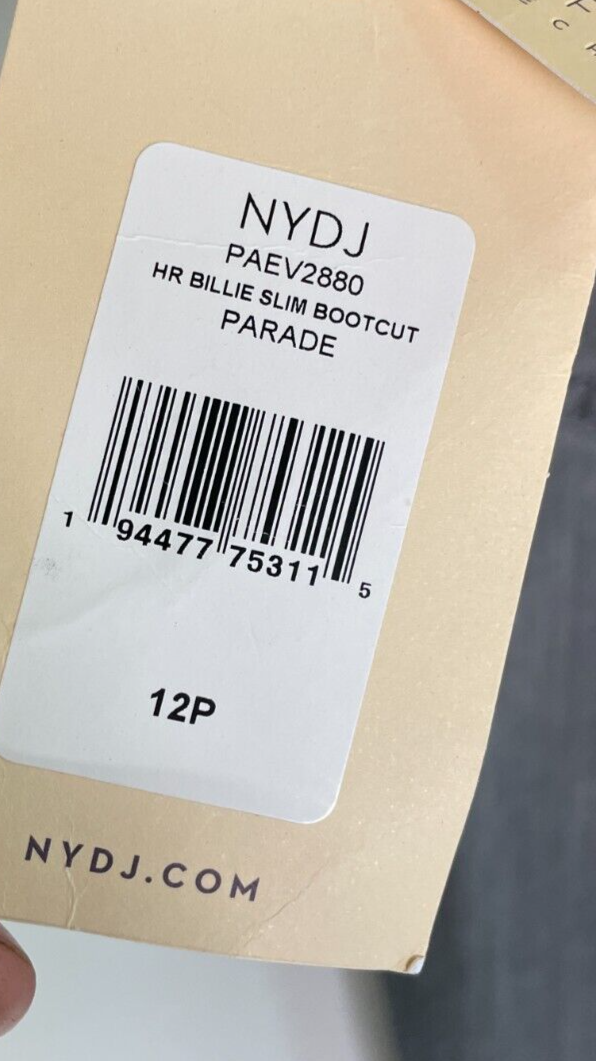 NYDJ
PAEV2880
HR BILLIE SLIM BOOTCUT
PARADE
1 94477 75311 5
12P
NYDJ.COM